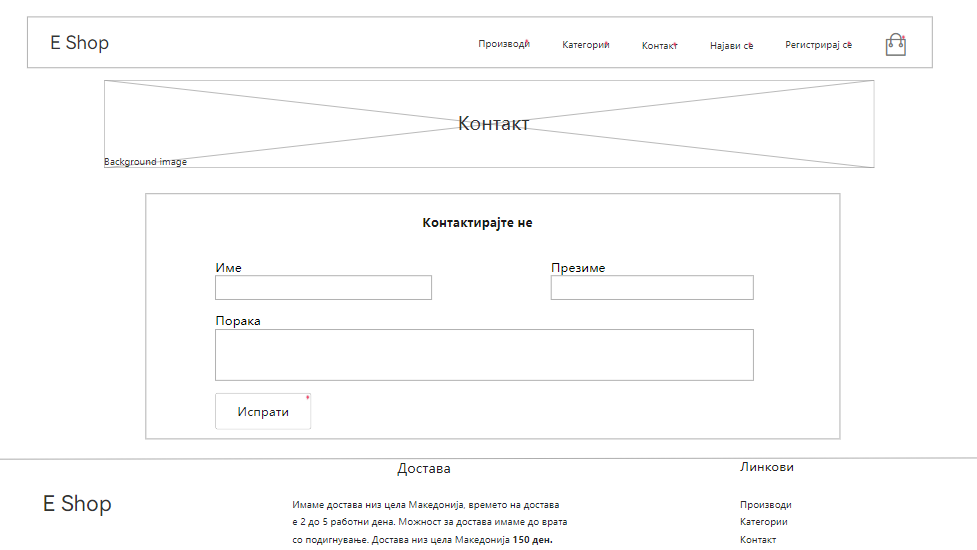 E Shop
Производи
Категории
Контакт
Најави се
Регистрирај се
Контакт
Background image
Контактирајте не
Име
Презиме
Порака
Испрати
Достава
Линкови
E Shop
Имаме достава низ цела Македонија, времето на достава
е 2 до 5 работни дена. Можност за достава имаме до врата
со подигнување. Достава низ цела Македонија 150 ден.
Производи
Категории
Контакт